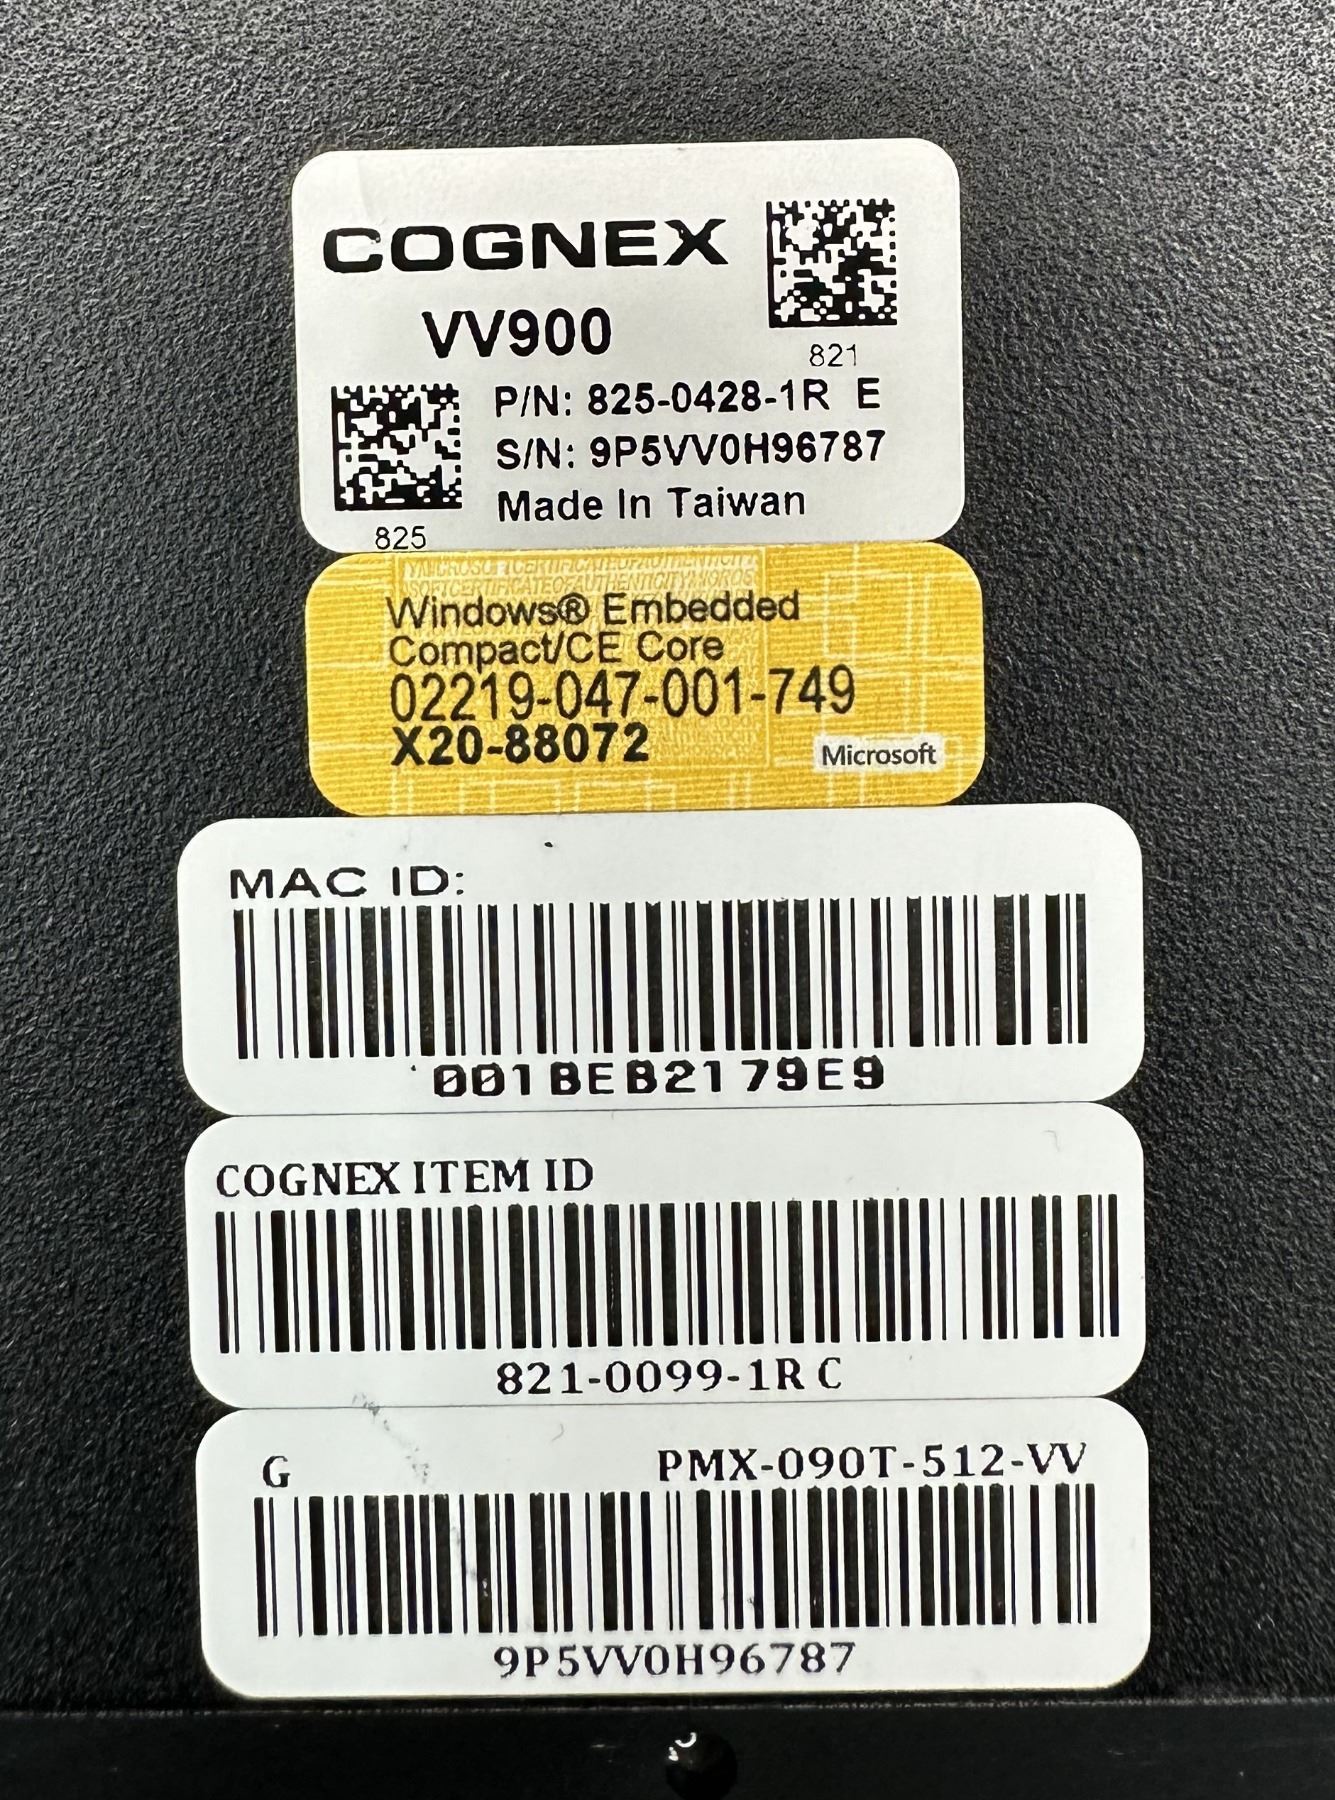 COGNEX
VV900
821
P/N: 825-0428-1R E
S/N: 9P5VV0H96787
Made In Taiwan
825
Windows® Embedded
Compact/CE Core
02219-047-001-749
X20-88072
Microsoft
MAC ID:
001BEB2179E9
COGNEX ITEM ID
821-0099-1R C
G PMX-090T-512-VV
9P5VV0H96787